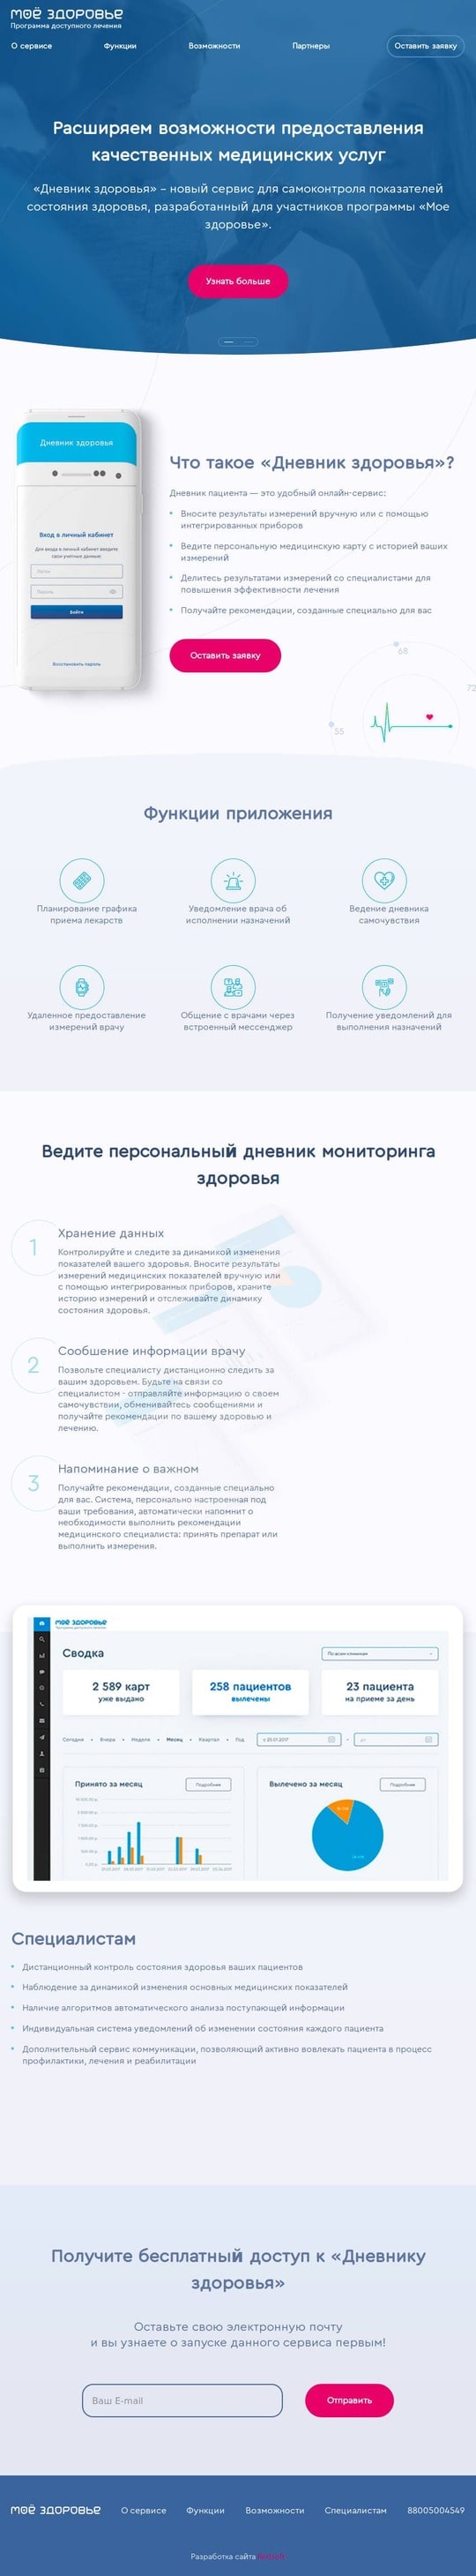 МОЁ ЗДОРОВЬЕ
Программа доступного лечения
О сервисе Функции Возможности Партнеры Оставить заявку
Расширяем возможности предоставления
качественных медицинских услуг
«Дневник здоровья» – новый сервис для самоконтроля показателей
состояния здоровья, разработанный для участников программы «Мое
здоровье».
Узнать больше
Дневник здоровья
Вход в личный кабинет
Для входа в личный кабинет введите
свои учетные данные.
Логин
Пароль
Войти
Восстановить пароль
Что такое «Дневник здоровья»?
Дневник пациента — это удобный онлайн-сервис:
Вносите результаты измерений вручную или с помощью
интегрированных приборов
Ведите персональную медицинскую карту с историей ваших
измерений
Делитесь результатами измерений со специалистами для
повышения эффективности лечения
Получайте рекомендации, созданные специально для вас
Оставить заявку
68
72
55
Функции приложения
Планирование графика
приема лекарств
Уведомление врача об
исполнении назначений
Ведение дневника
самочувствия
Удаленное предоставление
измерений врачу
Общение с врачами через
встроенный мессенджер
Получение уведомлений для
выполнения назначений
Ведите персональный дневник мониторинга
здоровья
1
Хранение данных
Контролируйте и следите за динамикой изменения
показателей вашего здоровья. Вносите результаты
измерений медицинских показателей вручную или
с помощью интегрированных приборов, храните
историю измерений и отслеживайте динамику
состояния здоровья.
2
Сообшение информации врачу
Позвольте специалисту дистанционно следить за
вашим здоровьем. Будьте на связи со
специалистом - отправляйте информацию о своем
самочувствии, обменивайтесь сообщениями и
получайте рекомендации по вашему здоровью и
лечению.
3
Напоминание о важном
Получайте рекомендации, созданные специально
для вас. Система, персонально настроенная под
ваши требования, автоматически напомнит о
необходимости выполнить рекомендации
медицинского специалиста: принять препарат или
выполнить измерения.
МОЁ ЗДОРОВЬЕ
Сводка
По всем клиникам
2 589 карт
уже выдано
258 пациентов
вылечены
23 пациента
на приеме за день
Сегодня Вчера Неделя Месяц Квартал Год
с 25.01.2017
Принято за месяц Подробнее
Вылечено за месяц Подробнее
Специалистам
Дистанционный контроль состояния здоровья ваших пациентов
Наблюдение за динамикой изменения основных медицинских показателей
Наличие алгоритмов автоматического анализа поступающей информации
Индивидуальная система уведомлений об изменении состояния каждого пациента
Дополнительный сервис коммуникации, позволяющий активно вовлекать пациента в процесс
профилактики, лечения и реабилитации
Получите бесплатный доступ к «Дневнику
здоровья»
Оставьте свою электронную почту
и вы узнаете о запуске данного сервиса первым!
Ваш E-mail
Отправить
МОЁ ЗДОРОВЬЕ О сервисе Функции Возможности Специалистам 88005004549
Разработка сайта